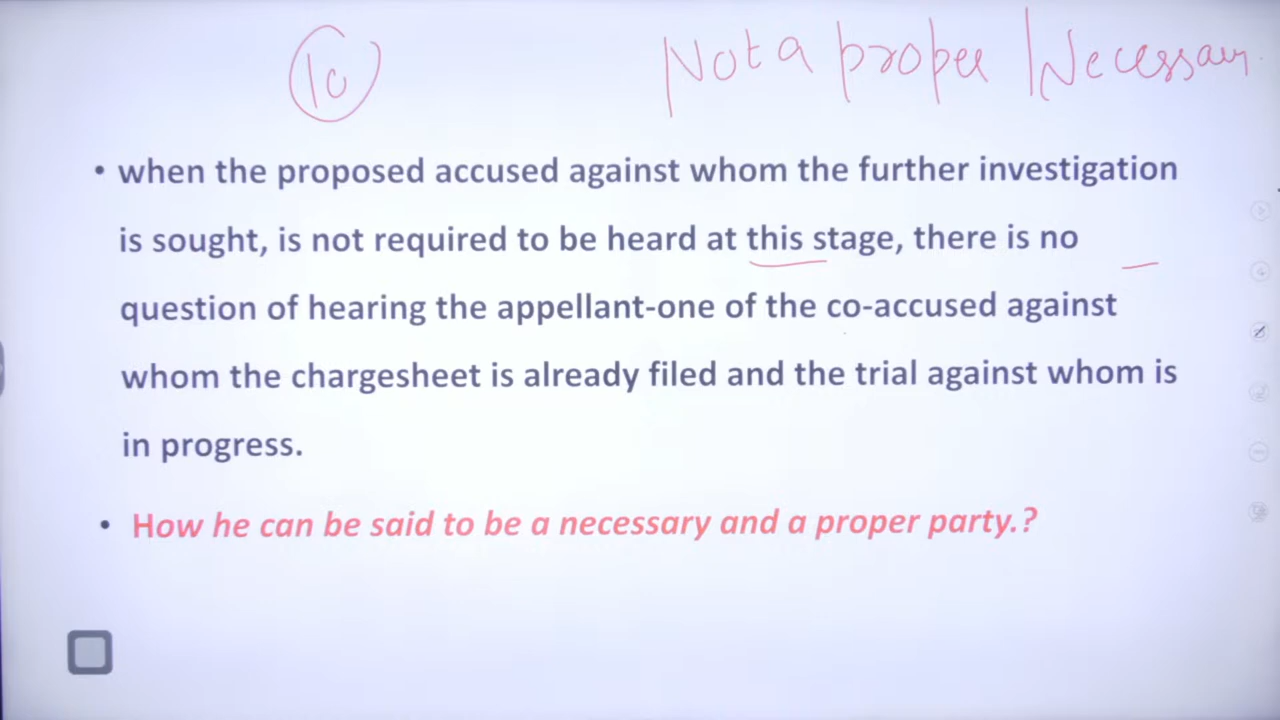 10
Not a proper / Necessary.
• when the proposed accused against whom the further investigation
is sought, is not required to be heard at this stage, there is no
question of hearing the appellant-one of the co-accused against
whom the chargesheet is already filed and the trial against whom is
in progress.
• How he can be said to be a necessary and a proper party.?